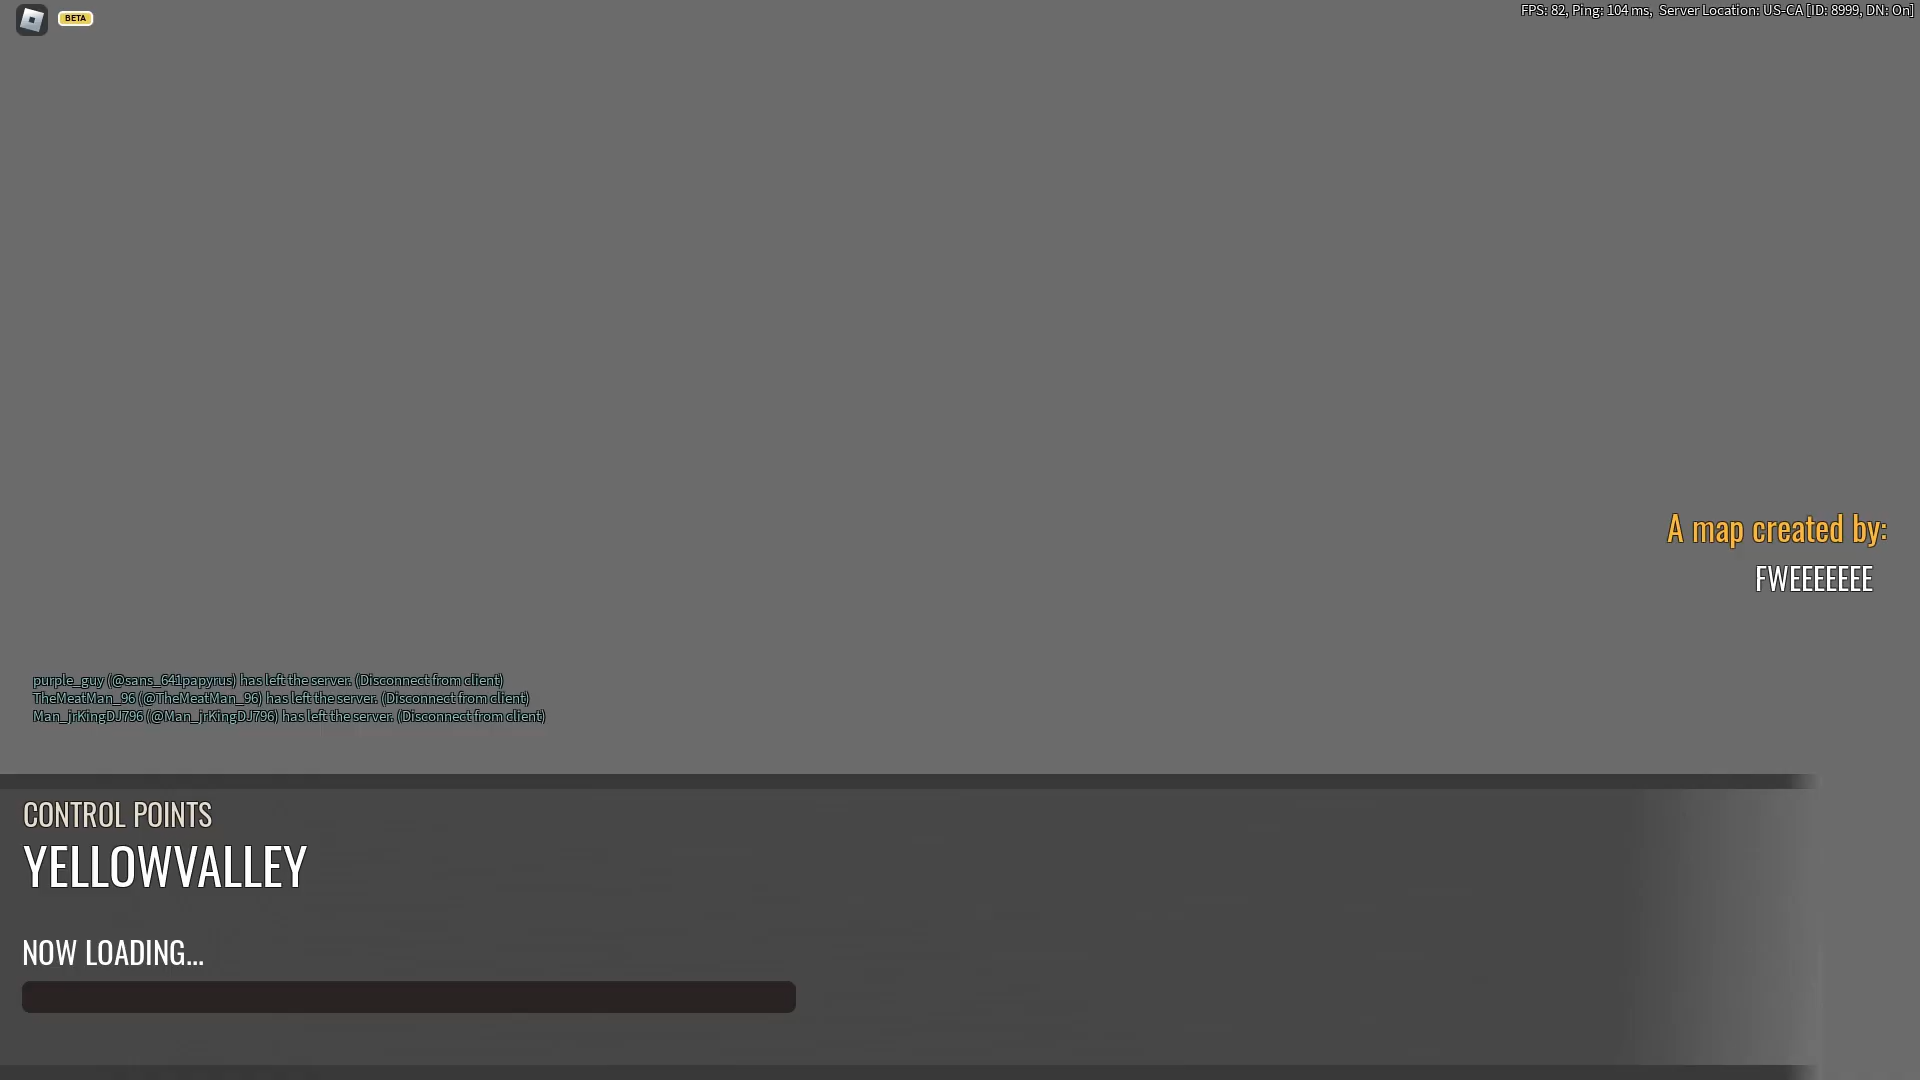 BETA
FPS: 82, Ping: 104 ms, Server Location: US-CA [ID: 8999, DN: On]
A map created by:
FWEEEEEEE
purple_guy (@sans_641papyrus) has left the server. (Disconnect from client)
TheMeatMan_96 (@TheMeatMan_96) has left the server. (Disconnect from client)
Man_jrKingDJ796 (@Man_jrKingDJ796) has left the server. (Disconnect from client)
CONTROL POINTS
YELLOWVALLEY
NOW LOADING...